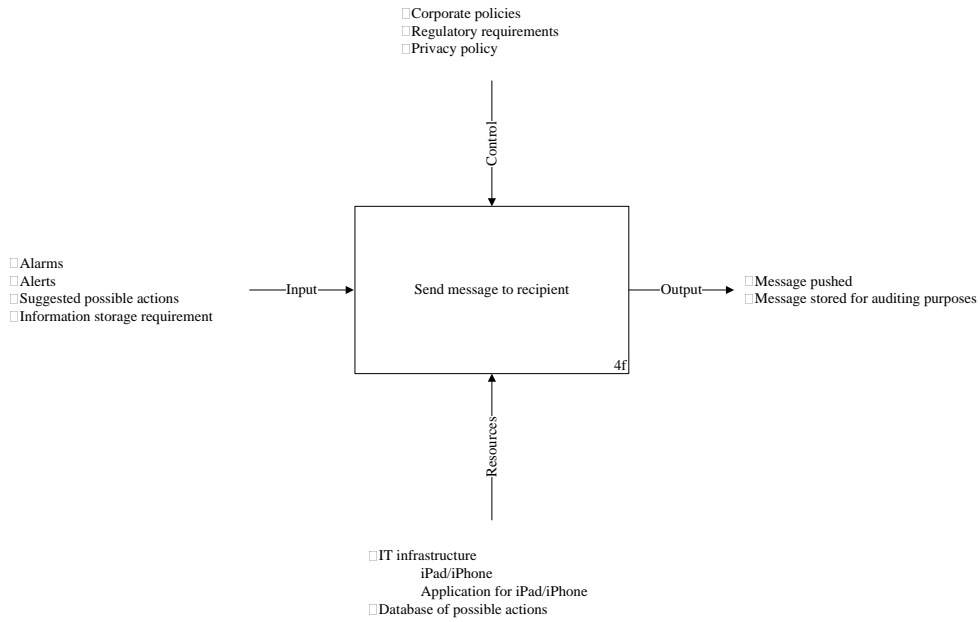 □Corporate policies
□Regulatory requirements
□Privacy policy
Control
□Alarms
□Alerts
□Suggested possible actions
□Information storage requirement
Input
Send message to recipient
4f
Output
□Message pushed
□Message stored for auditing purposes
Resources
□IT infrastructure
iPad/iPhone
Application for iPad/iPhone
□Database of possible actions